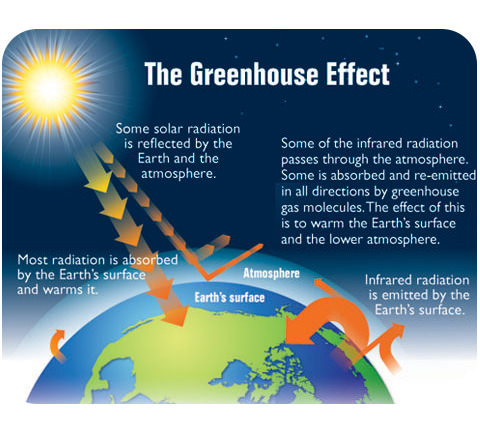 The Greenhouse Effect
Some solar radiation
is reflected by the
Earth and the
atmosphere.
Some of the infrared radiation
passes through the atmosphere.
Some is absorbed and re-emitted
in all directions by greenhouse
gas molecules. The effect of this
is to warm the Earth's surface
and the lower atmosphere.
Most radiation is absorbed
by the Earth's surface
and warms it.
Atmosphere
Earth's surface
Infrared radiation
is emitted by the
Earth's surface.